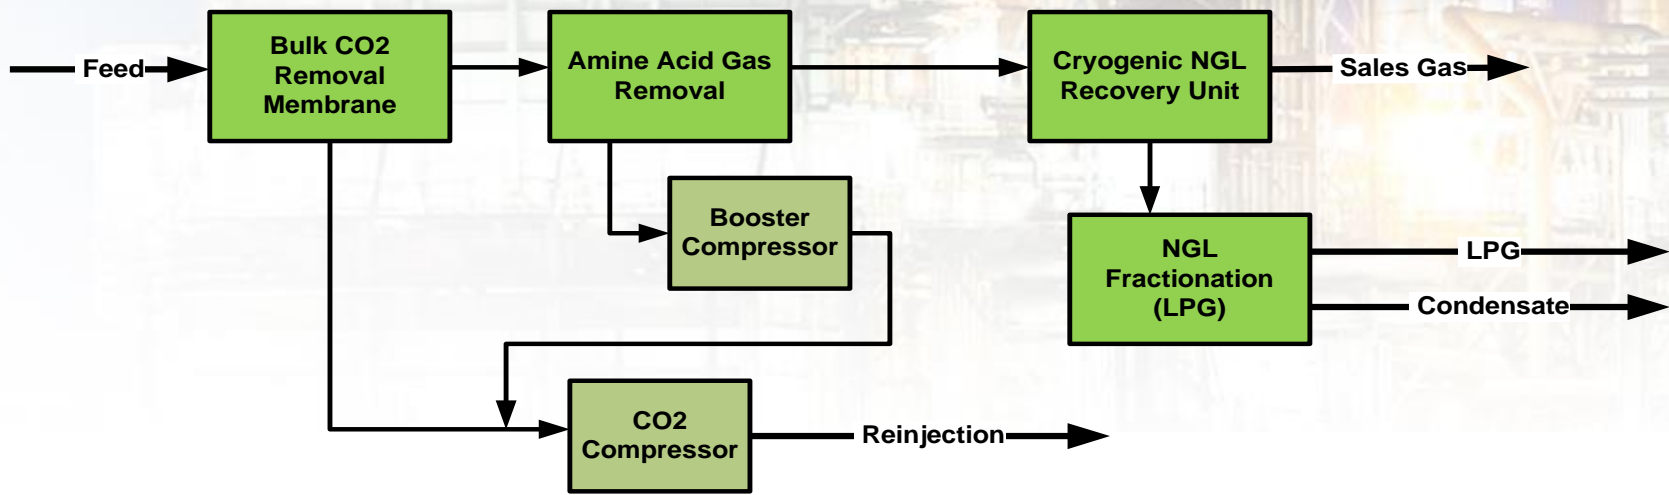 Feed
Bulk CO2
Removal
Membrane
Amine Acid Gas
Removal
Cryogenic NGL
Recovery Unit
Sales Gas
Booster
Compressor
NGL
Fractionation
(LPG)
LPG
Condensate
CO2
Compressor
Reinjection